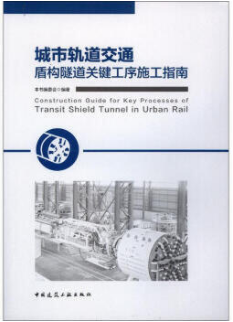 城市轨道交通
盾构隧道关键工序施工指南
本书编委会 编著
Construction Guide for Key Processes of
Transit Shield Tunnel in Urban Rail
中国建筑工业出版社